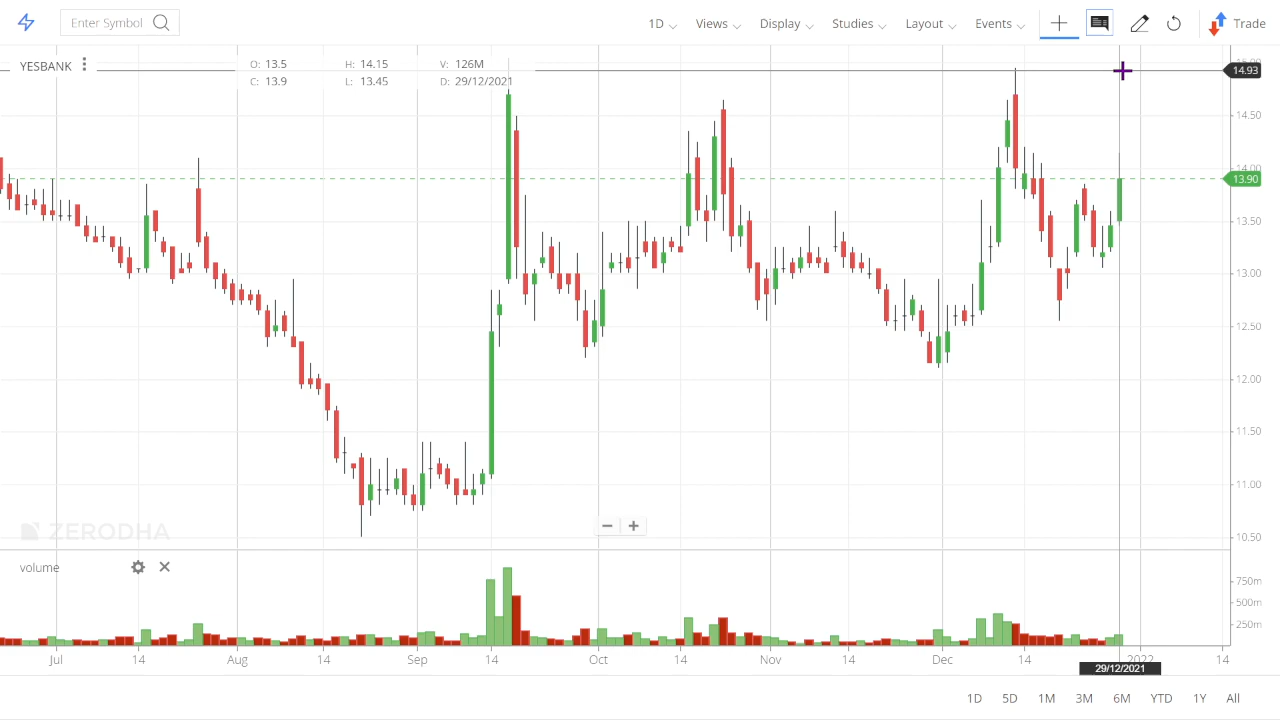 Enter Symbol 1D Views Display Studies Layout Events Trade
YESBANK O: 13.5 H: 14.15 V: 126M
C: 13.9 L: 13.45 D: 29/12/2021
15.00
14.93
14.50
14.00
13.90
13.50
13.00
12.50
12.00
11.50
11.00
10.50
ZERODHA
volume
750m
500m
250m
Jul 14 Aug 14 Sep 14 Oct 14 Nov 14 Dec 14 2022 14
29/12/2021
1D 5D 1M 3M 6M YTD 1Y All